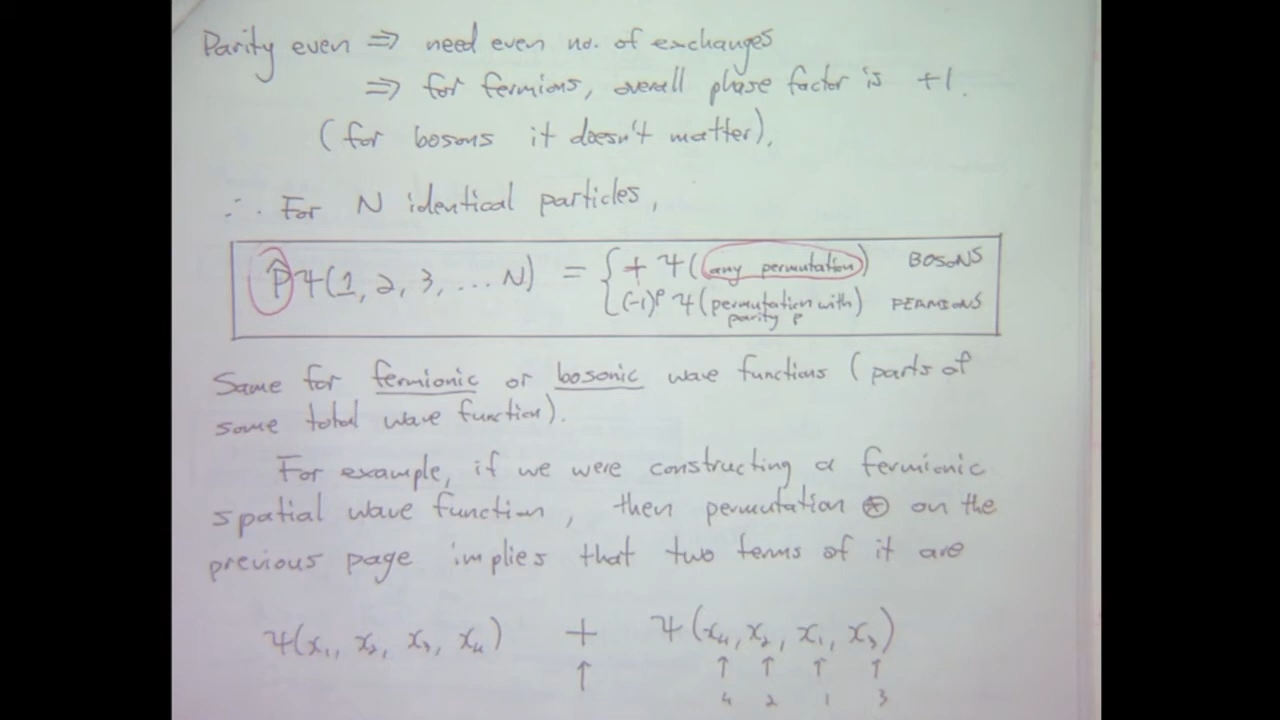 Parity even ⇒ need even no. of exchanges
⇒ for fermions, overall phase factor is +1.
(for bosons it doesn't matter).
∴ For N identical particles,
P̂ Ψ(1, 2, 3, ... N) = { + Ψ(any permutation) BOSONS
(-1)^p Ψ(permutation with parity p) FERMIONS
Same for fermionic or bosonic wave functions (parts of
some total wave function).
For example, if we were constructing a fermionic
spatial wave function, then permutation ⊛ on the
previous page implies that two terms of it are
Ψ(x₁, x₂, x₃, x₄) + Ψ(x₄, x₂, x₁, x₃)
↑ ↑ ↑ ↑ ↑
4 2 1 3